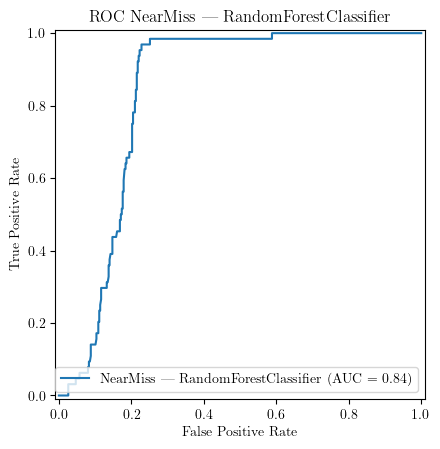 ROC NearMiss — RandomForestClassifier
1.0
0.8
0.6
0.4
0.2
0.0
True Positive Rate
NearMiss — RandomForestClassifier (AUC = 0.84)
0.0 0.2 0.4 0.6 0.8 1.0
False Positive Rate